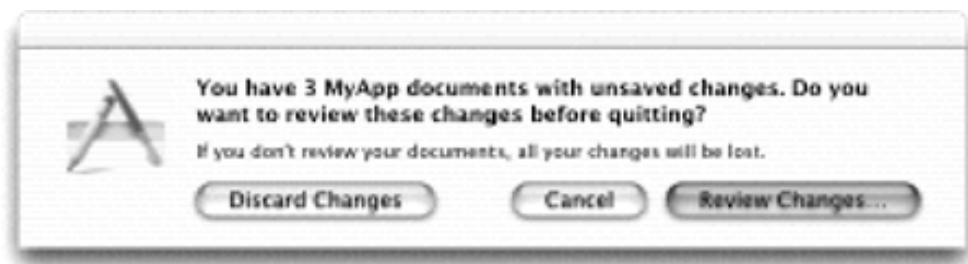 You have 3 MyApp documents with unsaved changes. Do you
want to review these changes before quitting?
If you don't review your documents, all your changes will be lost.
Discard Changes Cancel Review Changes...